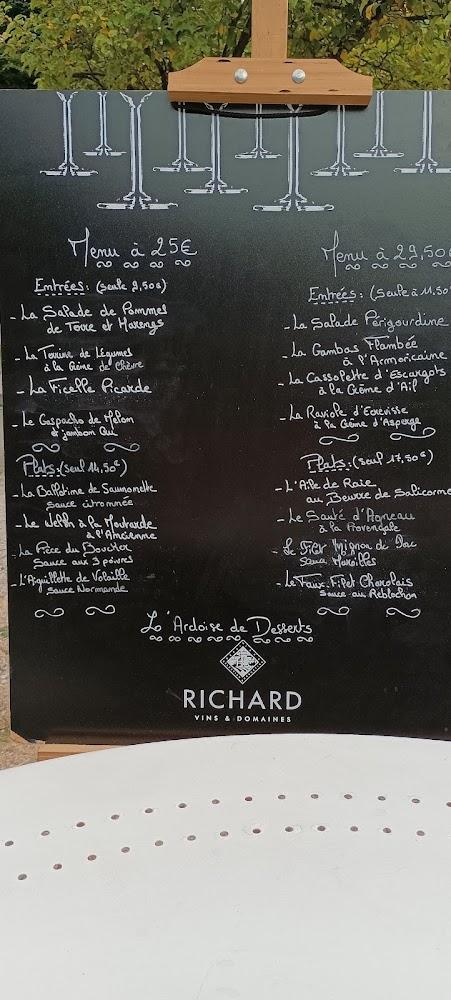 Menu à 25€
Entrées: (seule 9,50€)
- La Salade de Pommes
de Terre et Harengs
- La Terrine de Légumes
à la Crème de Chèvre
- La Ficelle Picarde
- Le Gaspacho de Melon
et jambon Cru
Plats: (seul 14,50€)
- La Ballotine de Saumonette
sauce citronnée
- Le Welsh à la Moutarde
à l'Ancienne
- La Pièce du Boucher
Sauce aux 3 poivres
- L'Aiguillette de Volaille
sauce Normande
Menu à 29,50€
Entrées: (Seule à 11,50
- La Salade Périgourdine
- La Gambas Flambée
à l'Armoricaine
- La Cassolette d'Escargots
à la Crème d'Ail
- La Raviole d'Ecrevisse
à la Crème d'Asperge
Plats: (seul 17,50€)
- L'Aile de Raie
au Beurre de Salicorne
- Le Sauté d'Agneau
à la Provençale
- Le Filet Mignon de Porc
Sauce Maroilles
- Le Faux-Filet Charolais
Sauce au Reblochon
L'Ardoise de Desserts
RICHARD
VINS & DOMAINES